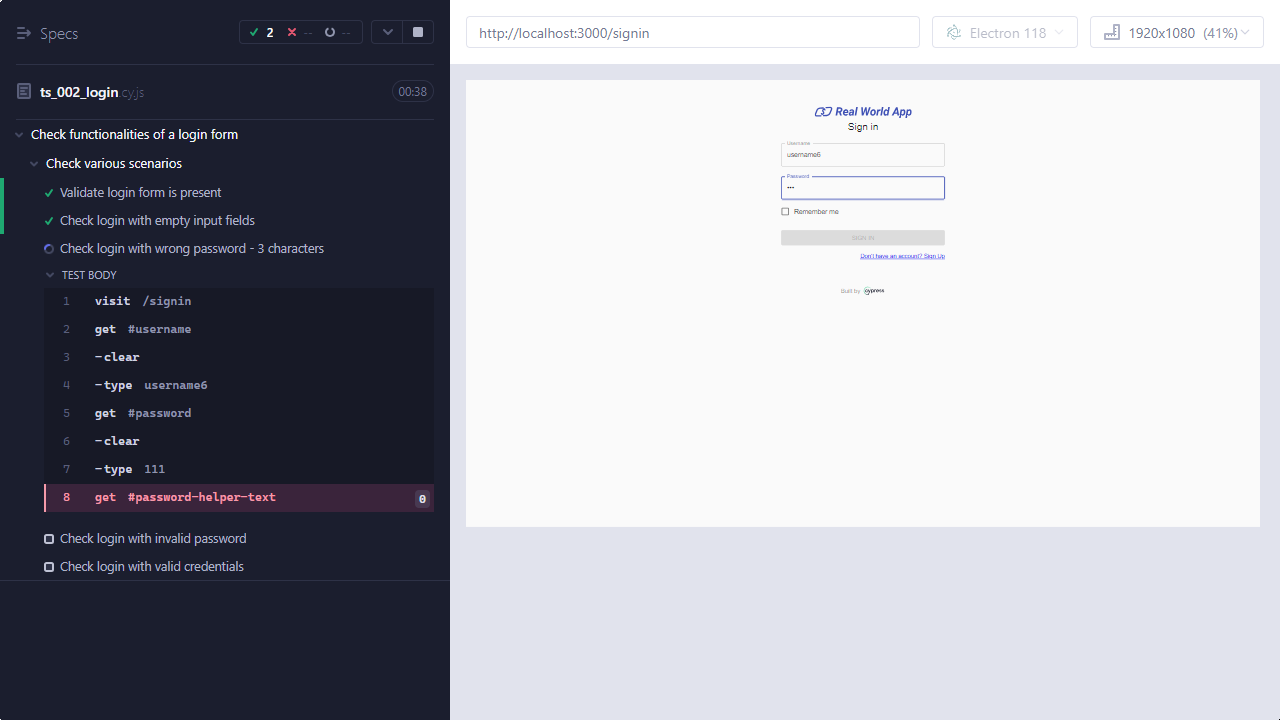 Specs
2 -- --
ts_002_login.cy.js 00:38
Check functionalities of a login form
Check various scenarios
Validate login form is present
Check login with empty input fields
Check login with wrong password - 3 characters
TEST BODY
1 visit /signin
2 get #username
3 -clear
4 -type username6
5 get #password
6 -clear
7 -type 111
8 get #password-helper-text 0
Check login with invalid password
Check login with valid credentials
http://localhost:3000/signin
Electron 118
1920x1080 (41%)
Real World App
Sign in
Username
username6
Password
•••
Remember me
SIGN IN
Don't have an account? Sign Up
Built by cypress